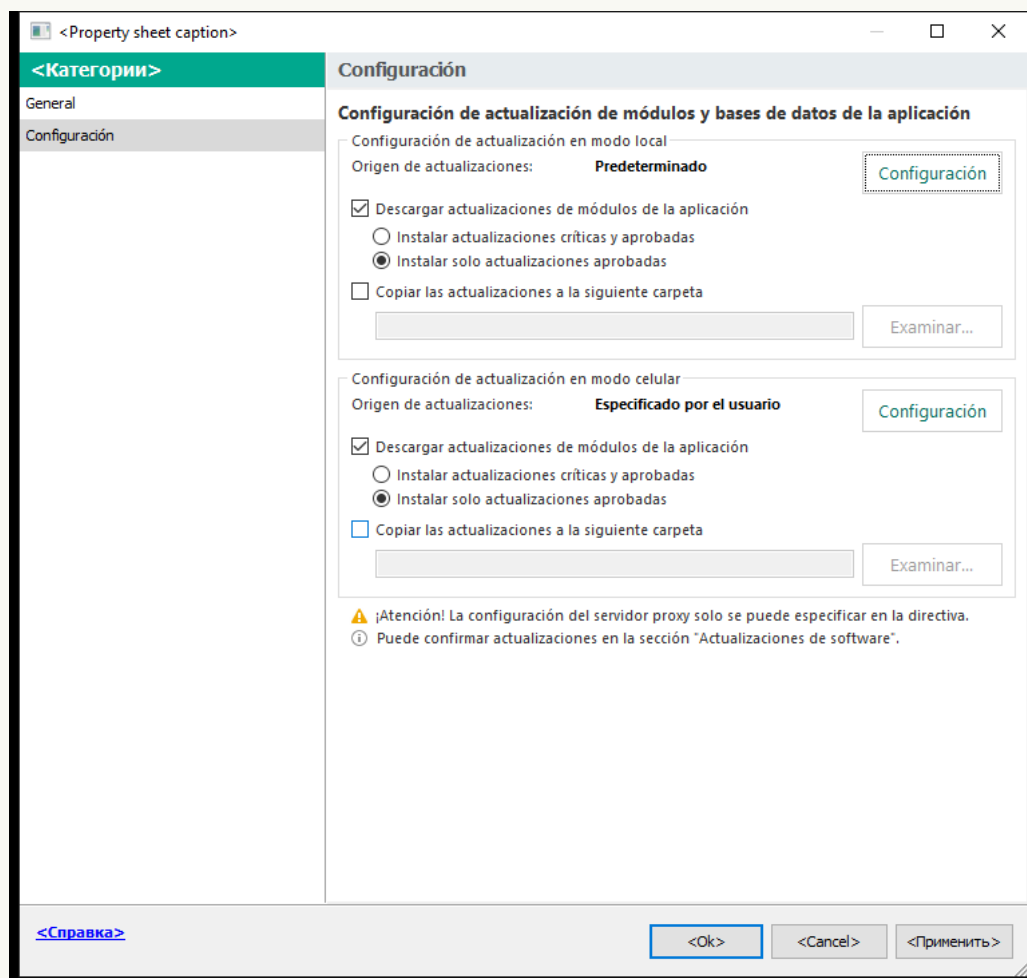 <Property sheet caption>
<Категории>
General
Configuración
Configuración
Configuración de actualización de módulos y bases de datos de la aplicación
Configuración de actualización en modo local
Origen de actualizaciones: Predeterminado Configuración
Descargar actualizaciones de módulos de la aplicación
Instalar actualizaciones críticas y aprobadas
Instalar solo actualizaciones aprobadas
Copiar las actualizaciones a la siguiente carpeta
Examinar...
Configuración de actualización en modo celular
Origen de actualizaciones: Especificado por el usuario Configuración
Descargar actualizaciones de módulos de la aplicación
Instalar actualizaciones críticas y aprobadas
Instalar solo actualizaciones aprobadas
Copiar las actualizaciones a la siguiente carpeta
Examinar...
¡Atención! La configuración del servidor proxy solo se puede especificar en la directiva.
Puede confirmar actualizaciones en la sección "Actualizaciones de software".
<Справка>
<Ok> <Cancel> <Применить>